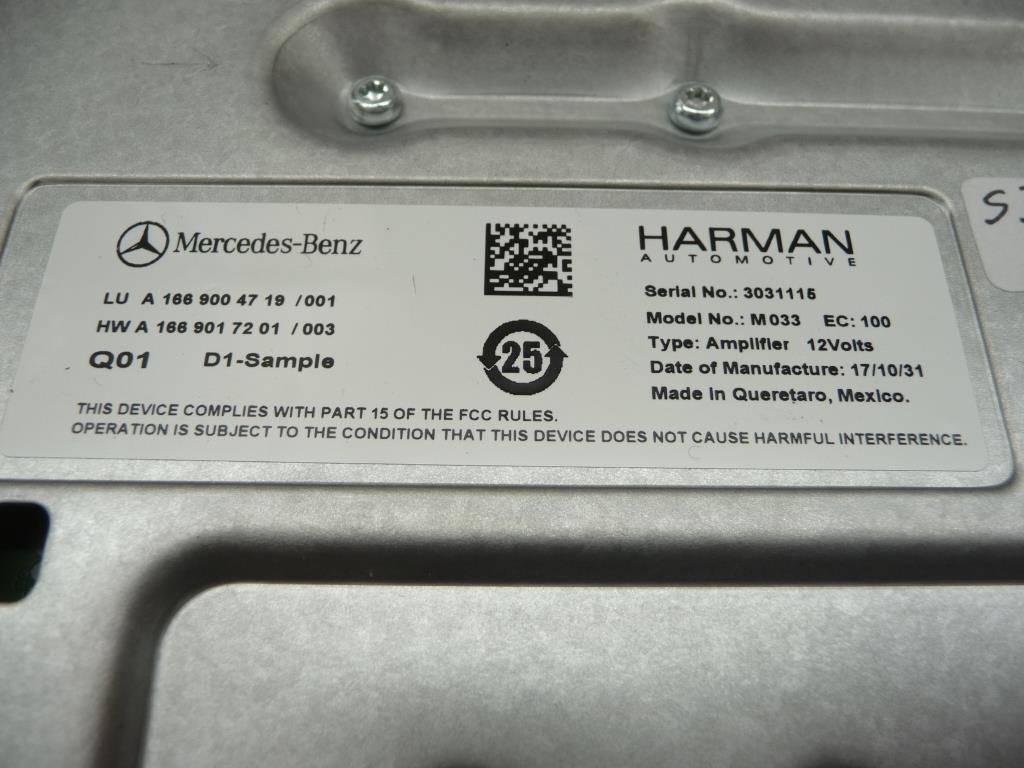 Mercedes-Benz
LU A 166 900 47 19 /001
HW A 166 901 72 01 /003
Q01 D1-Sample
25
HARMAN
AUTOMOTIVE
Serial No.: 3031115
Model No.: M033 EC: 100
Type: Amplifier 12Volts
Date of Manufacture: 17/10/31
Made in Queretaro, Mexico.
THIS DEVICE COMPLIES WITH PART 15 OF THE FCC RULES.
OPERATION IS SUBJECT TO THE CONDITION THAT THIS DEVICE DOES NOT CAUSE HARMFUL INTERFERENCE.